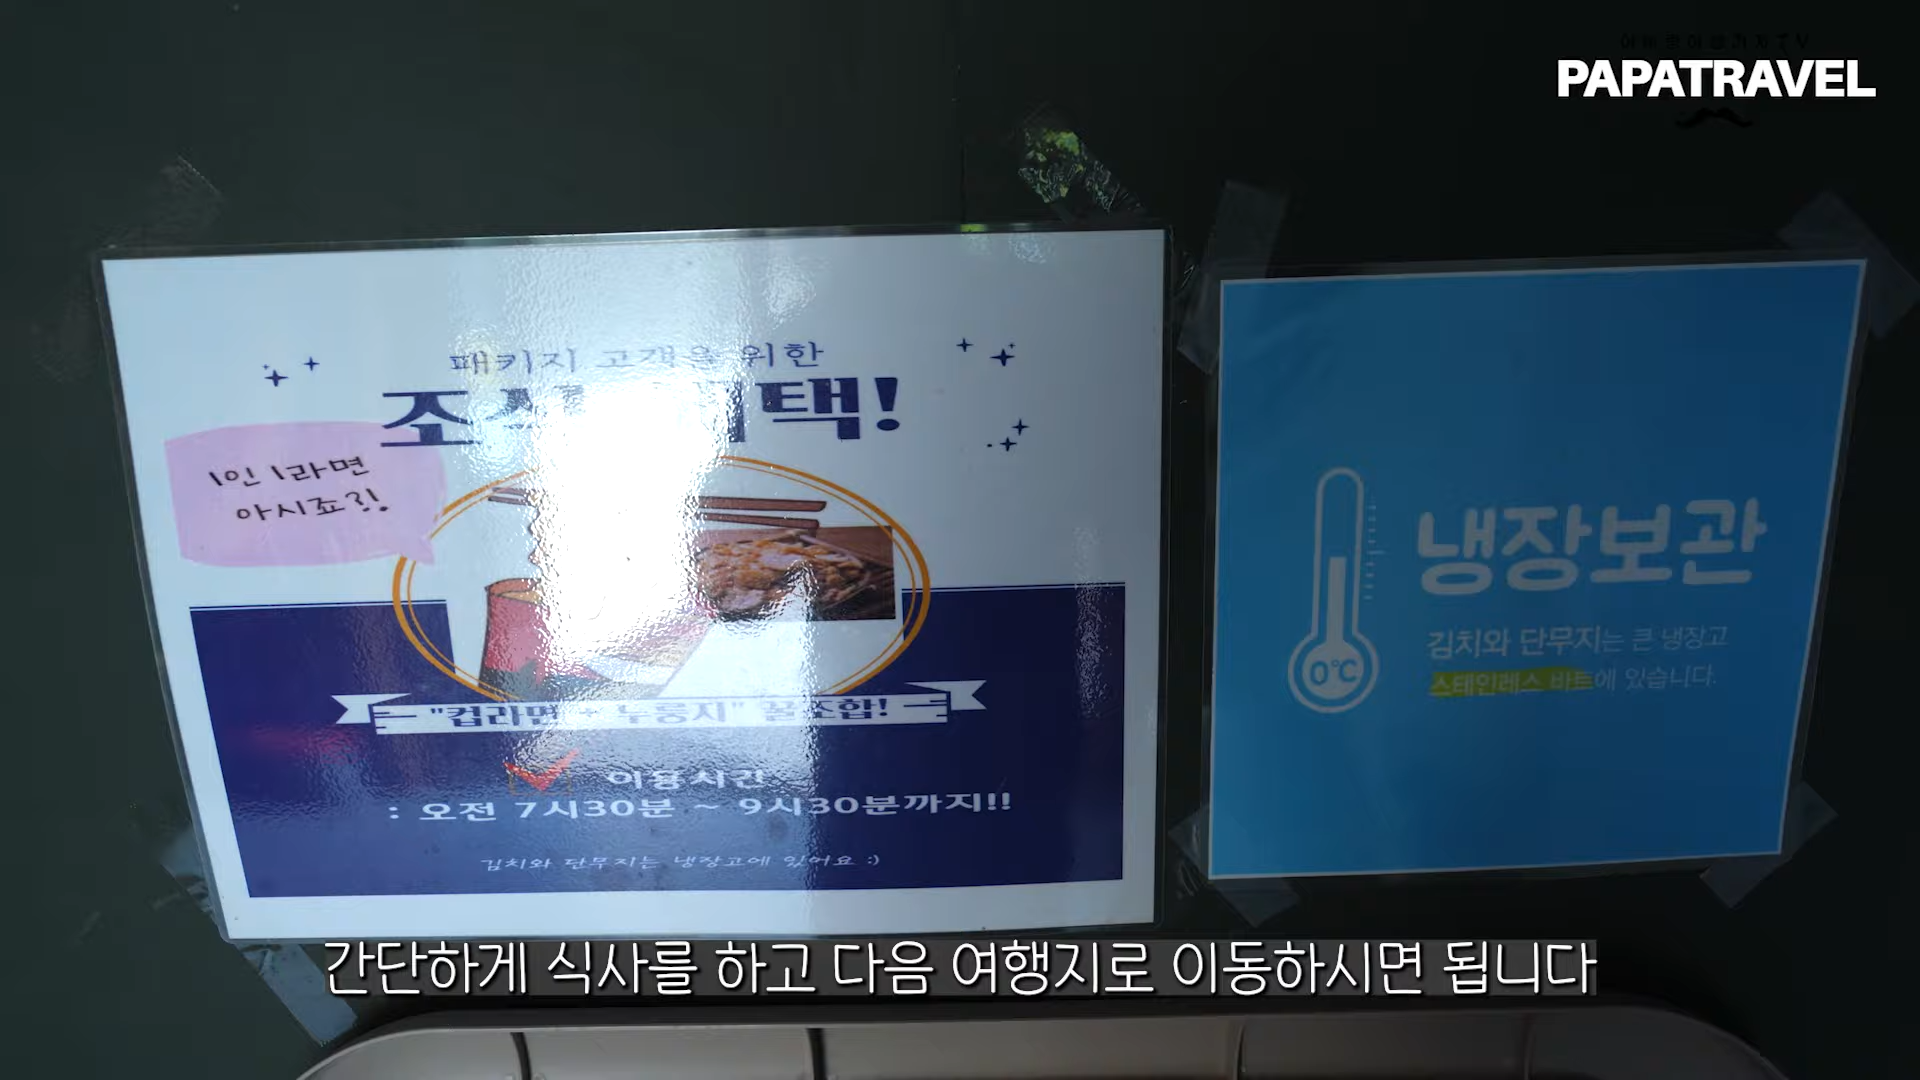 PAPATRAVEL
패키지 고객을 위한
조식 혜택!
1인 1라면
아시죠?!
"컵라면 + 누룽지" 꿀조합!
이용시간
: 오전 7시30분 ~ 9시30분까지!!
김치와 단무지는 냉장고에 있어요 :)
냉장보관
0℃
김치와 단무지는 큰 냉장고
스테인레스 바트에 있습니다.
간단하게 식사를 하고 다음 여행지로 이동하시면 됩니다